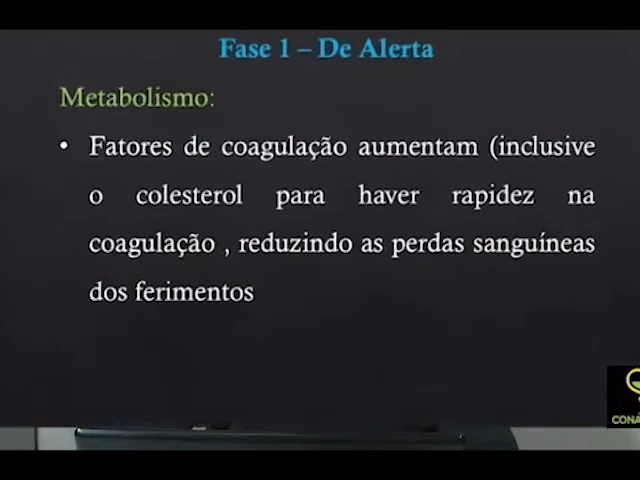 Fase 1 – De Alerta
Metabolismo:
• Fatores de coagulação aumentam (inclusive
o colesterol para haver rapidez na
coagulação , reduzindo as perdas sanguíneas
dos ferimentos